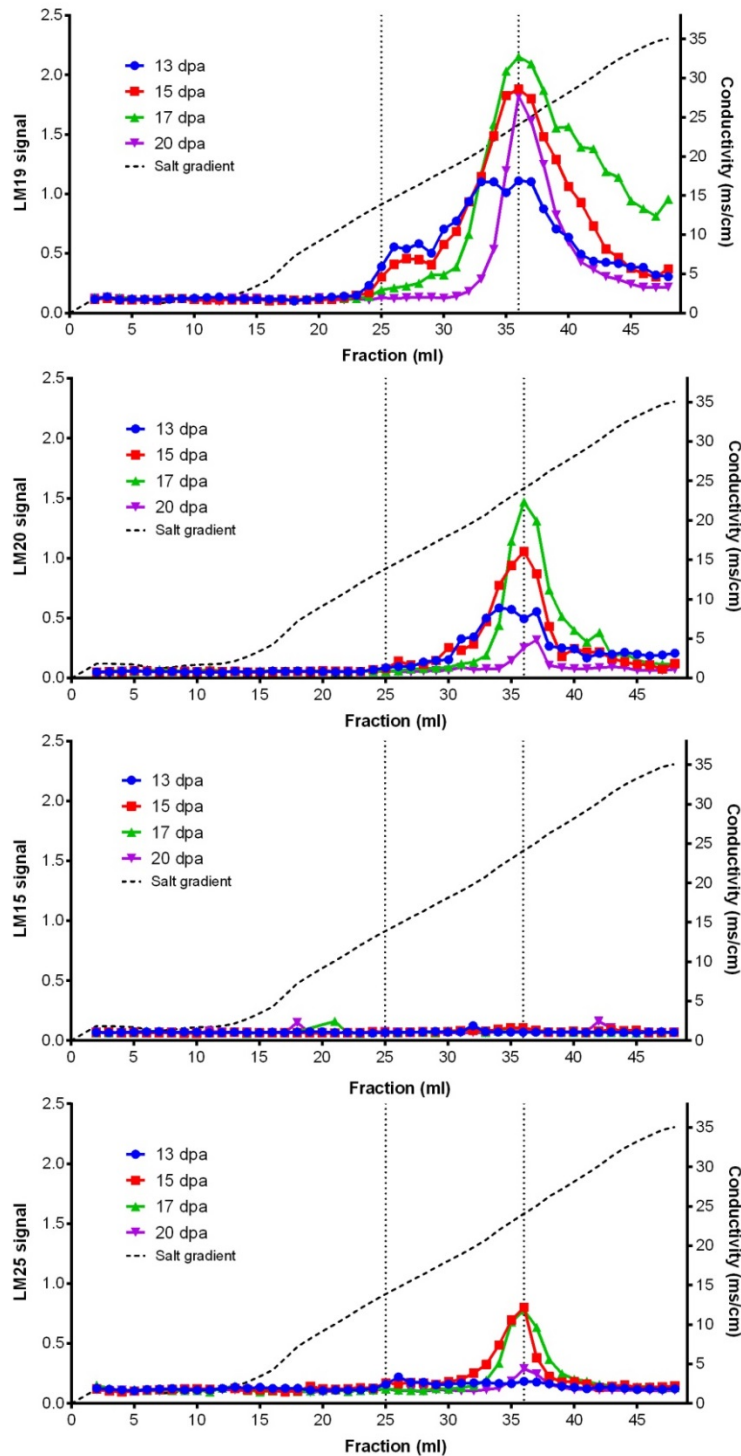 2.5
2.0
1.5
1.0
0.5
0.0
LM19 signal
13 dpa
15 dpa
17 dpa
20 dpa
Salt gradient
35
30
25
20
15
10
5
0
Conductivity (ms/cm)
0 5 10 15 20 25 30 35 40 45
Fraction (ml)
2.5
2.0
1.5
1.0
0.5
0.0
LM20 signal
13 dpa
15 dpa
17 dpa
20 dpa
Salt gradient
35
30
25
20
15
10
5
0
Conductivity (ms/cm)
0 5 10 15 20 25 30 35 40 45
Fraction (ml)
2.5
2.0
1.5
1.0
0.5
0.0
LM15 signal
13 dpa
15 dpa
17 dpa
20 dpa
Salt gradient
35
30
25
20
15
10
5
0
Conductivity (ms/cm)
0 5 10 15 20 25 30 35 40 45
Fraction (ml)
2.5
2.0
1.5
1.0
0.5
0.0
LM25 signal
13 dpa
15 dpa
17 dpa
20 dpa
Salt gradient
35
30
25
20
15
10
5
0
Conductivity (ms/cm)
0 5 10 15 20 25 30 35 40 45
Fraction (ml)